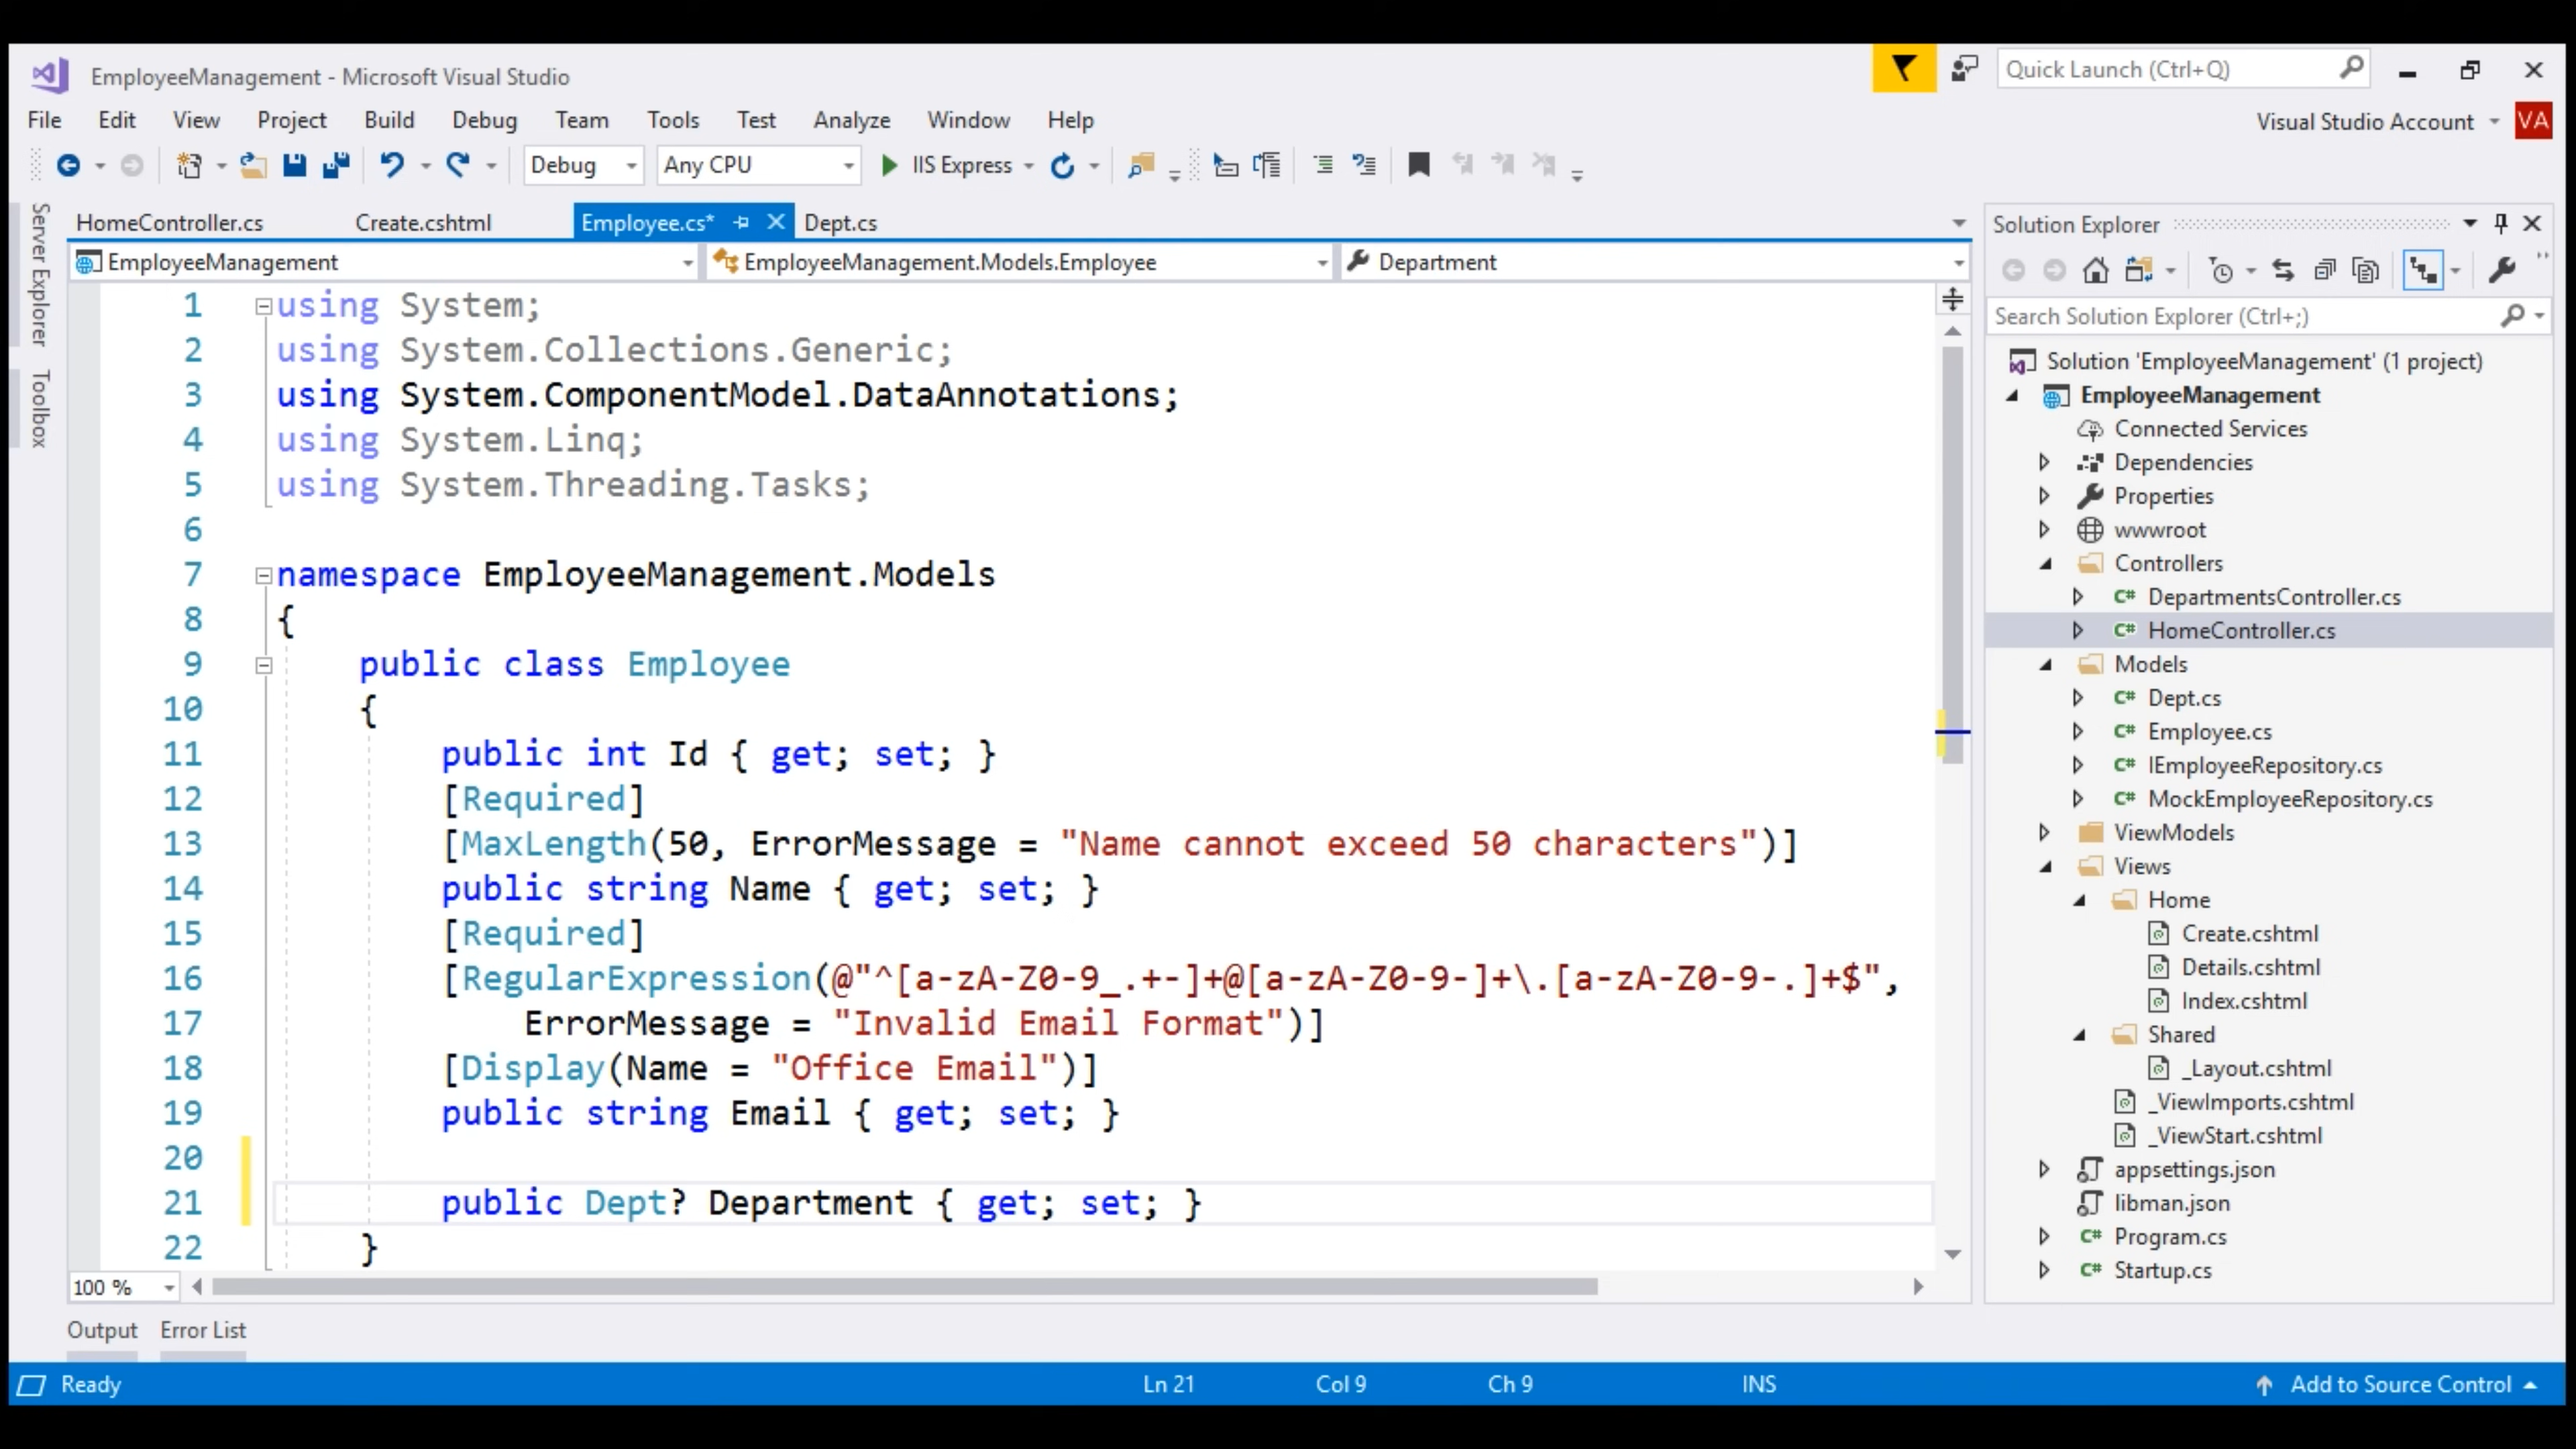 EmployeeManagement - Microsoft Visual Studio
Quick Launch (Ctrl+Q)
File Edit View Project Build Debug Team Tools Test Analyze Window Help
Visual Studio Account VA
Debug Any CPU IIS Express
Server Explorer
Toolbox
HomeController.cs Create.cshtml Employee.cs* Dept.cs
EmployeeManagement EmployeeManagement.Models.Employee Department
1 using System;
2 using System.Collections.Generic;
3 using System.ComponentModel.DataAnnotations;
4 using System.Linq;
5 using System.Threading.Tasks;
6
7 namespace EmployeeManagement.Models
8 {
9 public class Employee
10 {
11 public int Id { get; set; }
12 [Required]
13 [MaxLength(50, ErrorMessage = "Name cannot exceed 50 characters")]
14 public string Name { get; set; }
15 [Required]
16 [RegularExpression(@"^[a-zA-Z0-9_.+-]+@[a-zA-Z0-9-]+\.[a-zA-Z0-9-.]+$",
17 ErrorMessage = "Invalid Email Format")]
18 [Display(Name = "Office Email")]
19 public string Email { get; set; }
20
21 public Dept? Department { get; set; }
22 }
100 %
Solution Explorer
Search Solution Explorer (Ctrl+;)
Solution 'EmployeeManagement' (1 project)
EmployeeManagement
Connected Services
Dependencies
Properties
wwwroot
Controllers
C# DepartmentsController.cs
C# HomeController.cs
Models
C# Dept.cs
C# Employee.cs
C# IEmployeeRepository.cs
C# MockEmployeeRepository.cs
ViewModels
Views
Home
Create.cshtml
Details.cshtml
Index.cshtml
Shared
_Layout.cshtml
_ViewImports.cshtml
_ViewStart.cshtml
appsettings.json
libman.json
C# Program.cs
C# Startup.cs
Output Error List
Ready Ln 21 Col 9 Ch 9 INS Add to Source Control